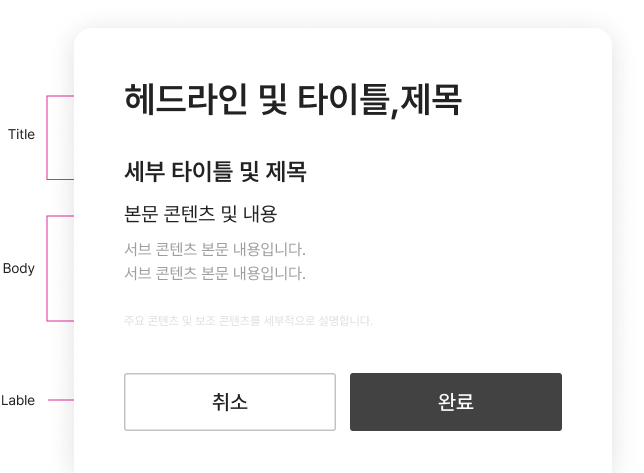 헤드라인 및 타이틀,제목
Title
세부 타이틀 및 제목
본문 콘텐츠 및 내용
서브 콘텐츠 본문 내용입니다.
Body
서브 콘텐츠 본문 내용입니다.
주요 콘텐츠 및 보조 콘텐츠를 세부적으로 설명합니다.
Lable
취소
완료